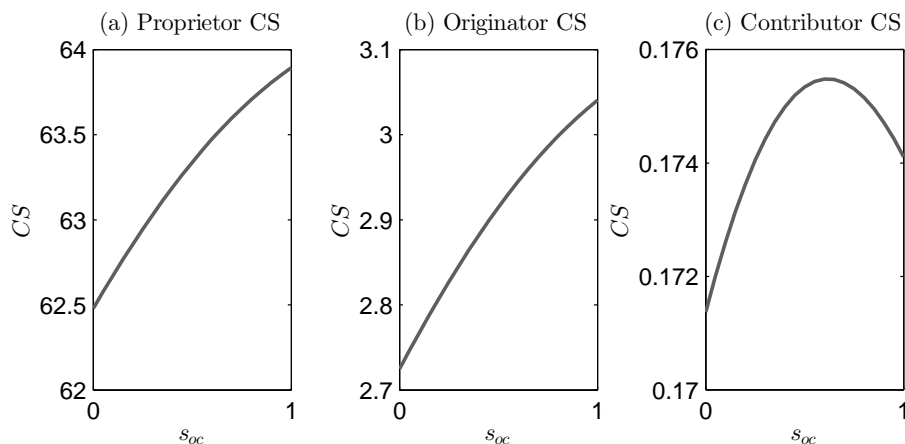 (a) Proprietor CS
64
63.5
63
62.5
62
CS
0
1
s_oc
(b) Originator CS
3.1
3
2.9
2.8
2.7
CS
0
1
s_oc
(c) Contributor CS
0.176
0.174
0.172
0.17
CS
0
1
s_oc